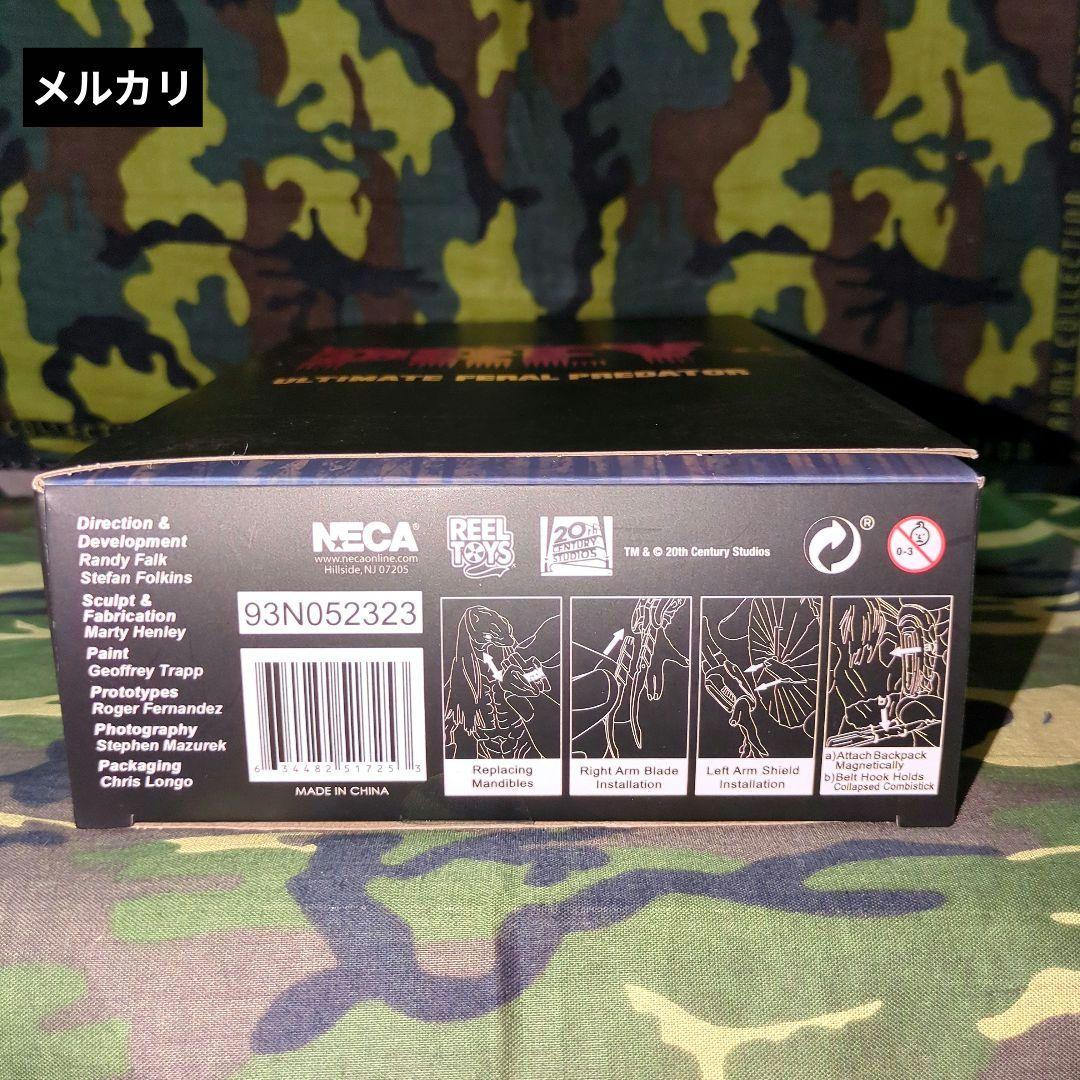 メルカリ
PREY
ULTIMATE FERAL PREDATOR
Direction &
Development
Randy Falk
Stefan Folkins
Sculpt &
Fabrication
Marty Henley
Paint
Geoffrey Trapp
Prototypes
Roger Fernandez
Photography
Stephen Mazurek
Packaging
Chris Longo
NECA®
www.necaonline.com
Hillside, NJ 07205
REEL
TOYS
20th
CENTURY
STUDIOS
TM & © 20th Century Studios
®
0-3
93N052323
6 34482 51725 3
MADE IN CHINA
Replacing
Mandibles
Right Arm Blade
Installation
Left Arm Shield
Installation
a)Attach Backpack
Magnetically
b)Belt Hook Holds
Collapsed Combistick
ARMY COLLECTION